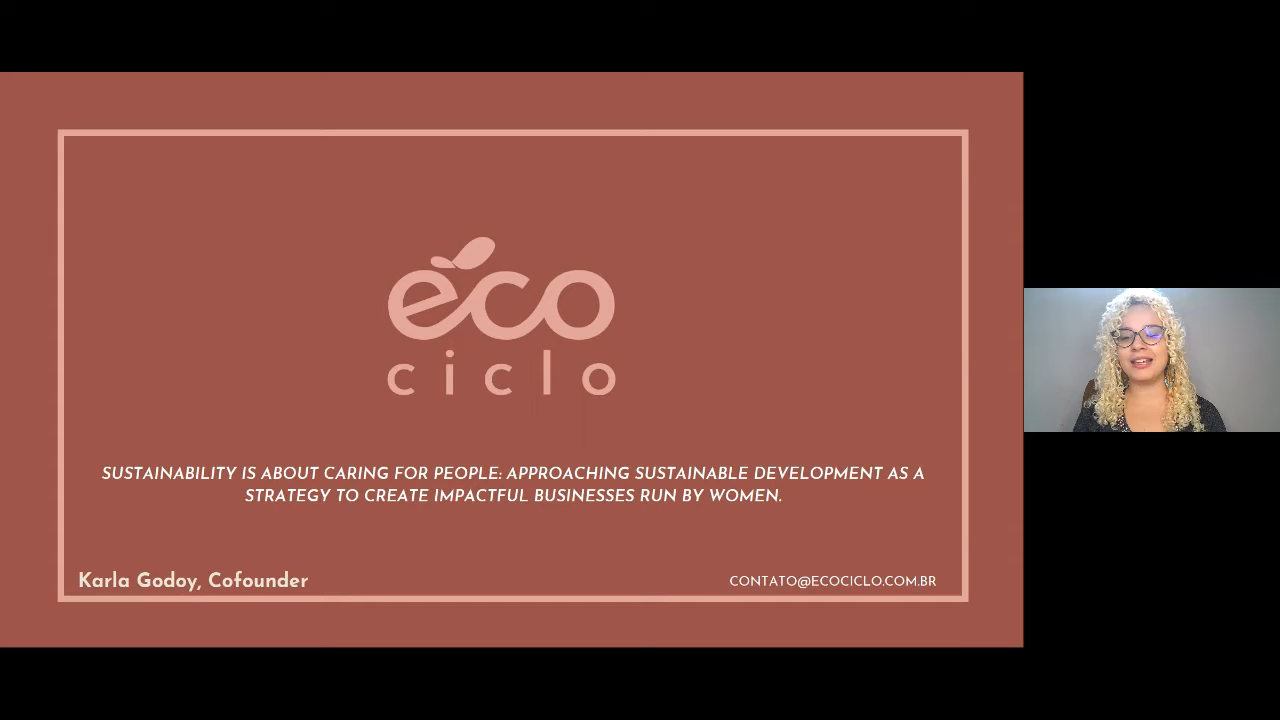 eco
ciclo
SUSTAINABILITY IS ABOUT CARING FOR PEOPLE: APPROACHING SUSTAINABLE DEVELOPMENT AS A
STRATEGY TO CREATE IMPACTFUL BUSINESSES RUN BY WOMEN.
Karla Godoy, Cofounder
CONTATO@ECOCICLO.COM.BR